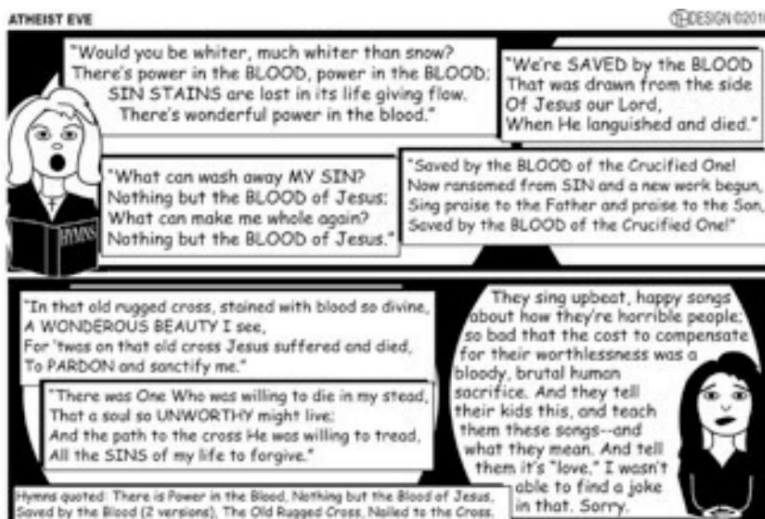 ATHEIST EVE
DESIGN ©201
"Would you be whiter, much whiter than snow?
There's power in the BLOOD, power in the BLOOD;
SIN STAINS are lost in its life giving flow.
There's wonderful power in the blood."
"We're SAVED by the BLOOD
That was drawn from the side
Of Jesus our Lord,
When He languished and died."
"What can wash away MY SIN?
Nothing but the BLOOD of Jesus;
What can make me whole again?
Nothing but the BLOOD of Jesus."
"Saved by the BLOOD of the Crucified One!
Now ransomed from SIN and a new work begun,
Sing praise to the Father and praise to the Son,
Saved by the BLOOD of the Crucified One!"
HYMNS
"In that old rugged cross, stained with blood so divine,
A WONDEROUS BEAUTY I see,
For 'twas on that old cross Jesus suffered and died,
To PARDON and sanctify me."
"There was One Who was willing to die in my stead,
That a soul so UNWORTHY might live;
And the path to the cross He was willing to tread,
All the SINS of my life to forgive."
They sing upbeat, happy songs
about how they're horrible people;
so bad that the cost to compensate
for their worthlessness was a
bloody, brutal human
sacrifice. And they tell
their kids this, and teach
them these songs--and
what they mean. And tell
them it's "love." I wasn't
able to find a joke
in that. Sorry.
Hymns quoted: There is Power in the Blood, Nothing but the Blood of Jesus,
Saved by the Blood (2 versions), The Old Rugged Cross, Nailed to the Cross.